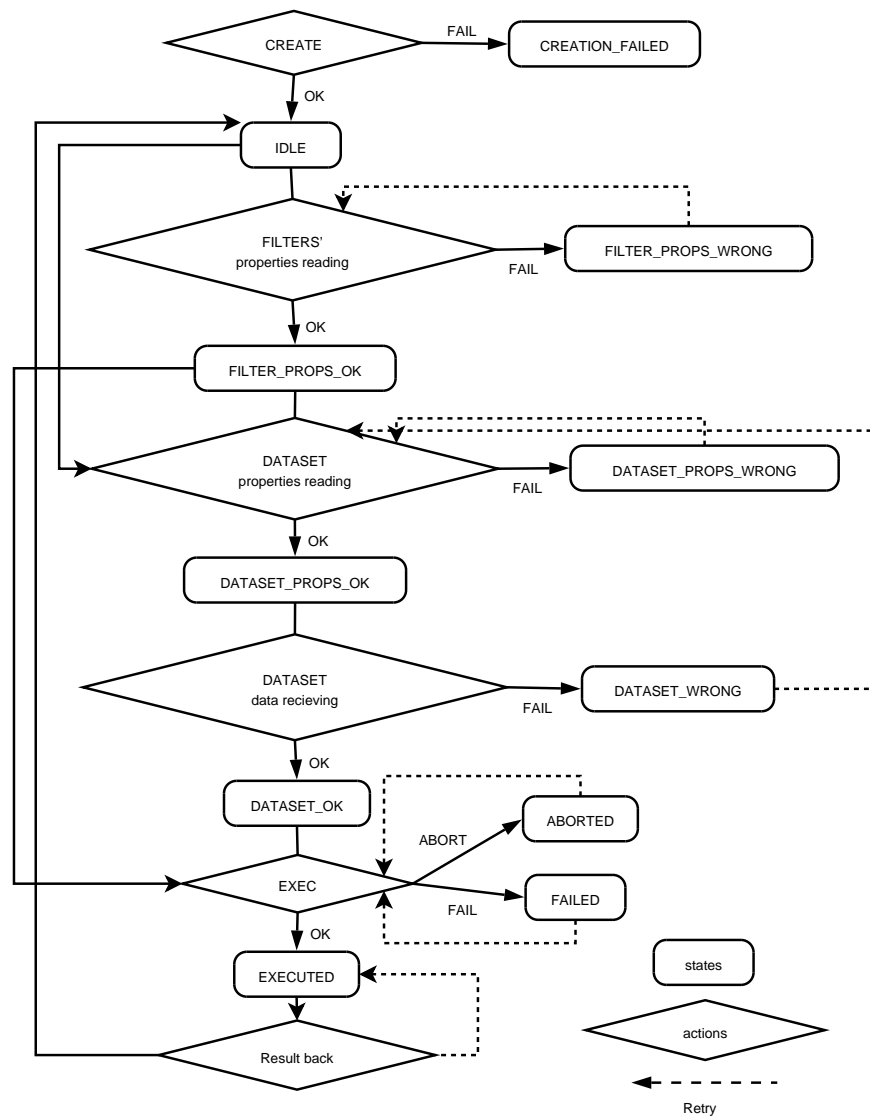 CREATE
FAIL
CREATION_FAILED
OK
IDLE
FILTERS'
properties reading
FAIL
FILTER_PROPS_WRONG
OK
FILTER_PROPS_OK
DATASET
properties reading
FAIL
DATASET_PROPS_WRONG
OK
DATASET_PROPS_OK
DATASET
data recieving
FAIL
DATASET_WRONG
OK
DATASET_OK
ABORT
ABORTED
EXEC
FAIL
FAILED
OK
EXECUTED
states
Result back
actions
Retry